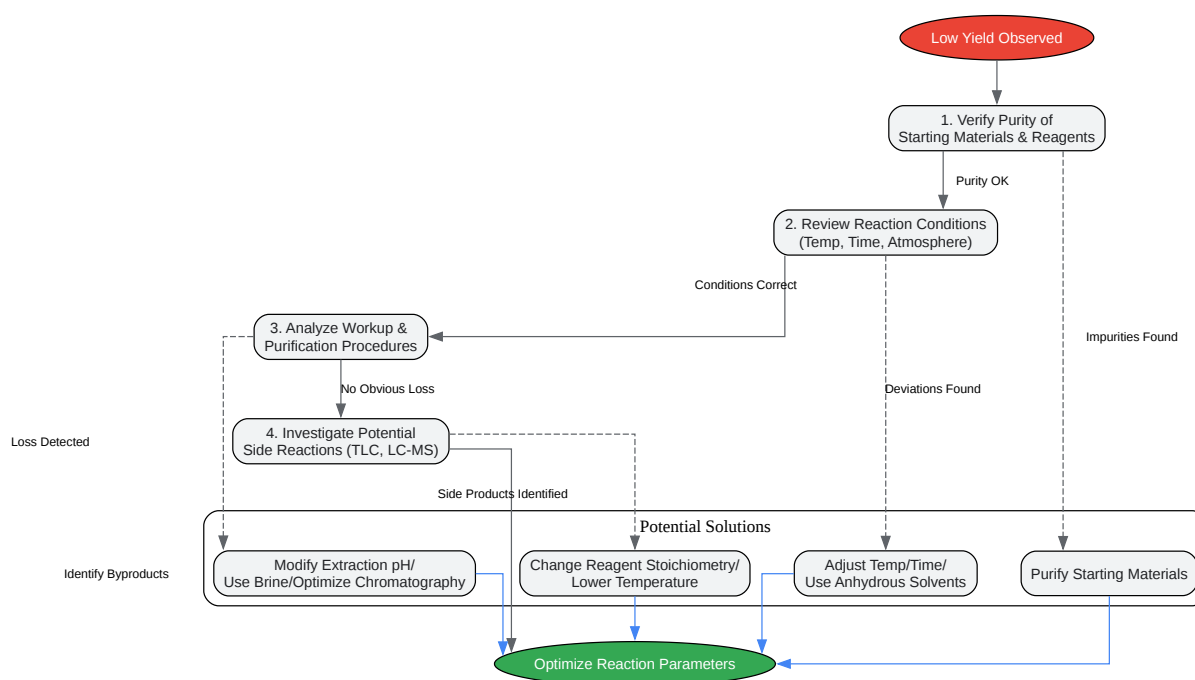 Low Yield Observed
1. Verify Purity of
Starting Materials & Reagents
Purity OK
2. Review Reaction Conditions
(Temp, Time, Atmosphere)
Conditions Correct
3. Analyze Workup &
Purification Procedures
Impurities Found
No Obvious Loss
Deviations Found
4. Investigate Potential
Side Reactions (TLC, LC-MS)
Loss Detected
Side Products Identified
Potential Solutions
Modify Extraction pH/
Use Brine/Optimize Chromatography
Change Reagent Stoichiometry/
Lower Temperature
Adjust Temp/Time/
Use Anhydrous Solvents
Purify Starting Materials
Identify Byproducts
Optimize Reaction Parameters